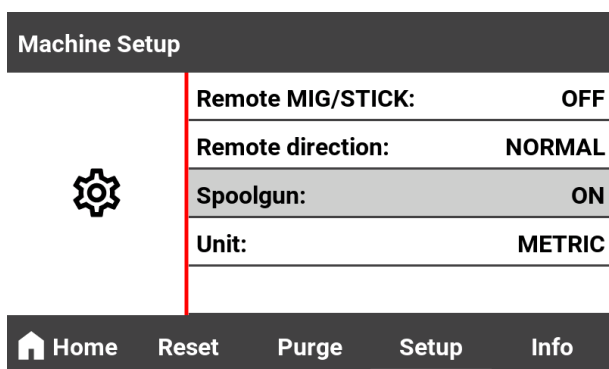 Machine Setup
Remote MIG/STICK: OFF
Remote direction: NORMAL
Spoolgun: ON
Unit: METRIC
Home Reset Purge Setup Info